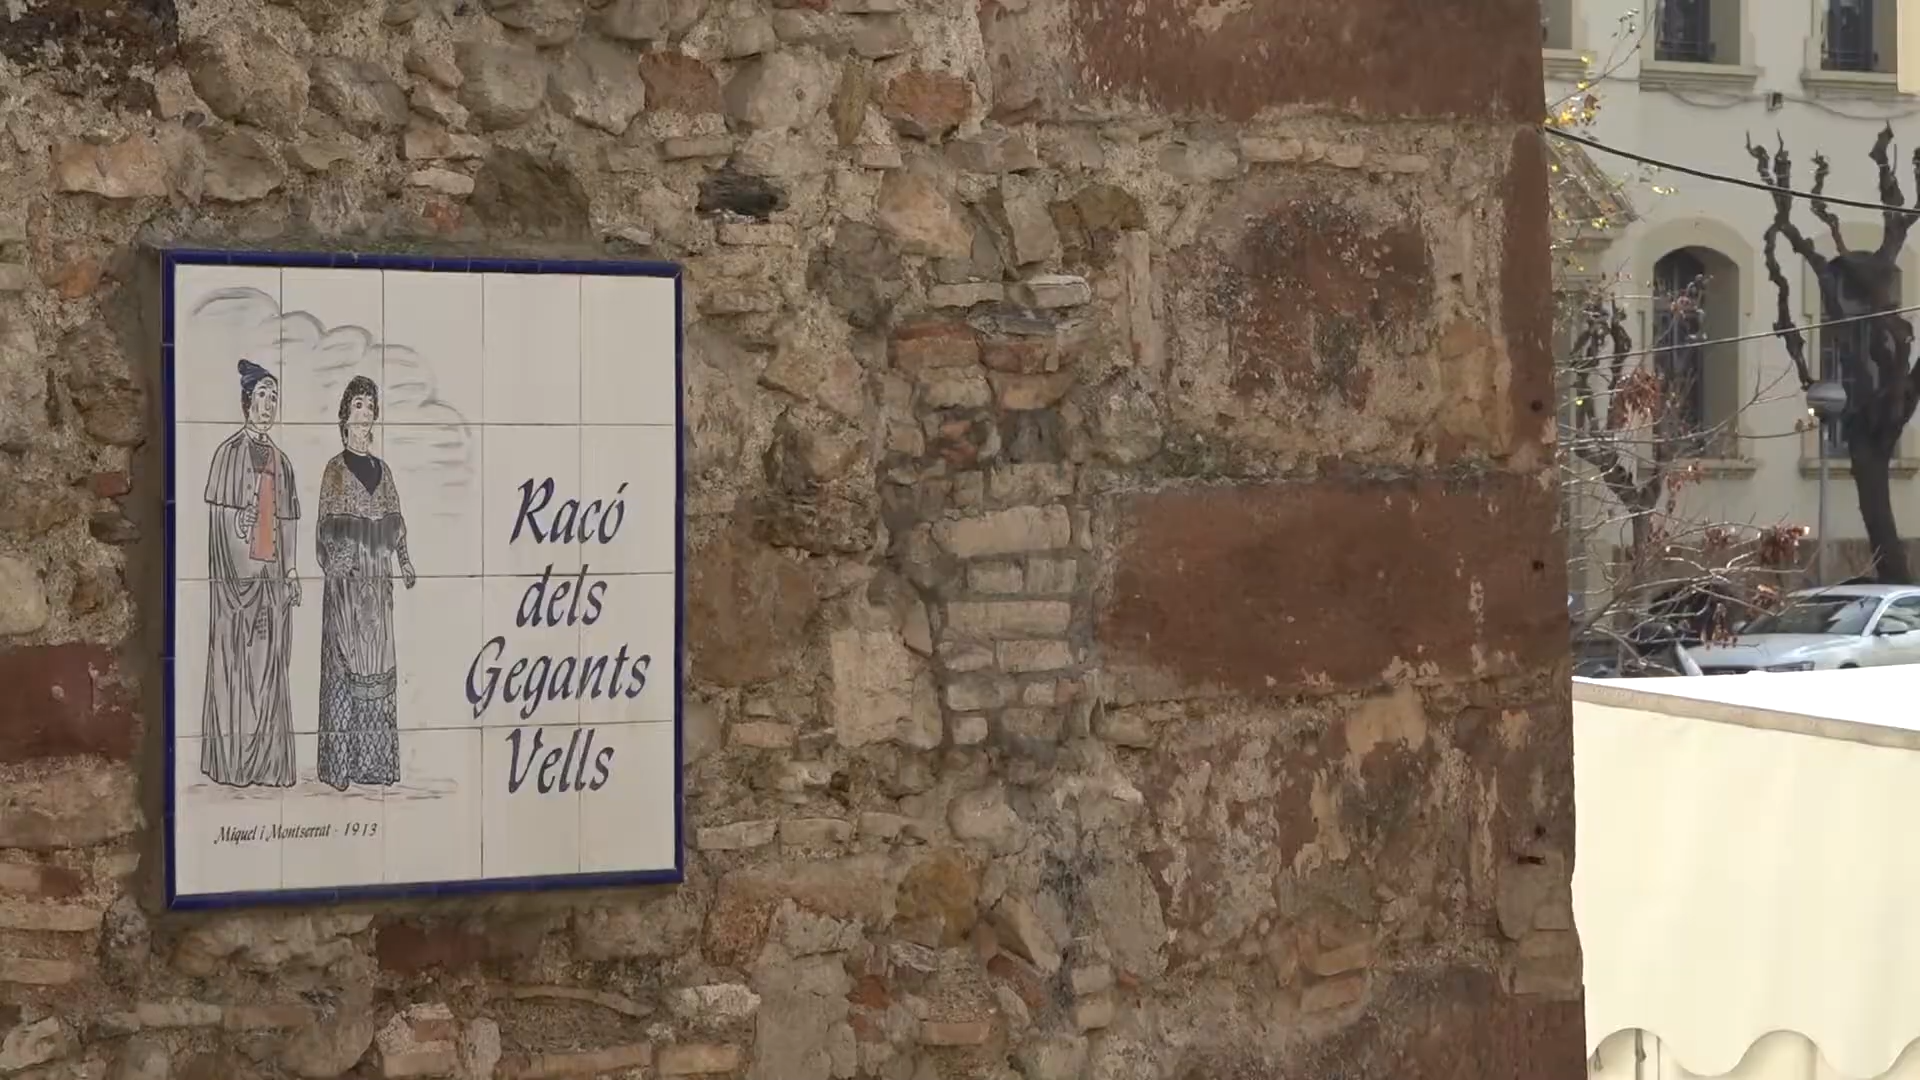 Racó
dels
Gegants
Vells
Miquel i Montserrat - 1913